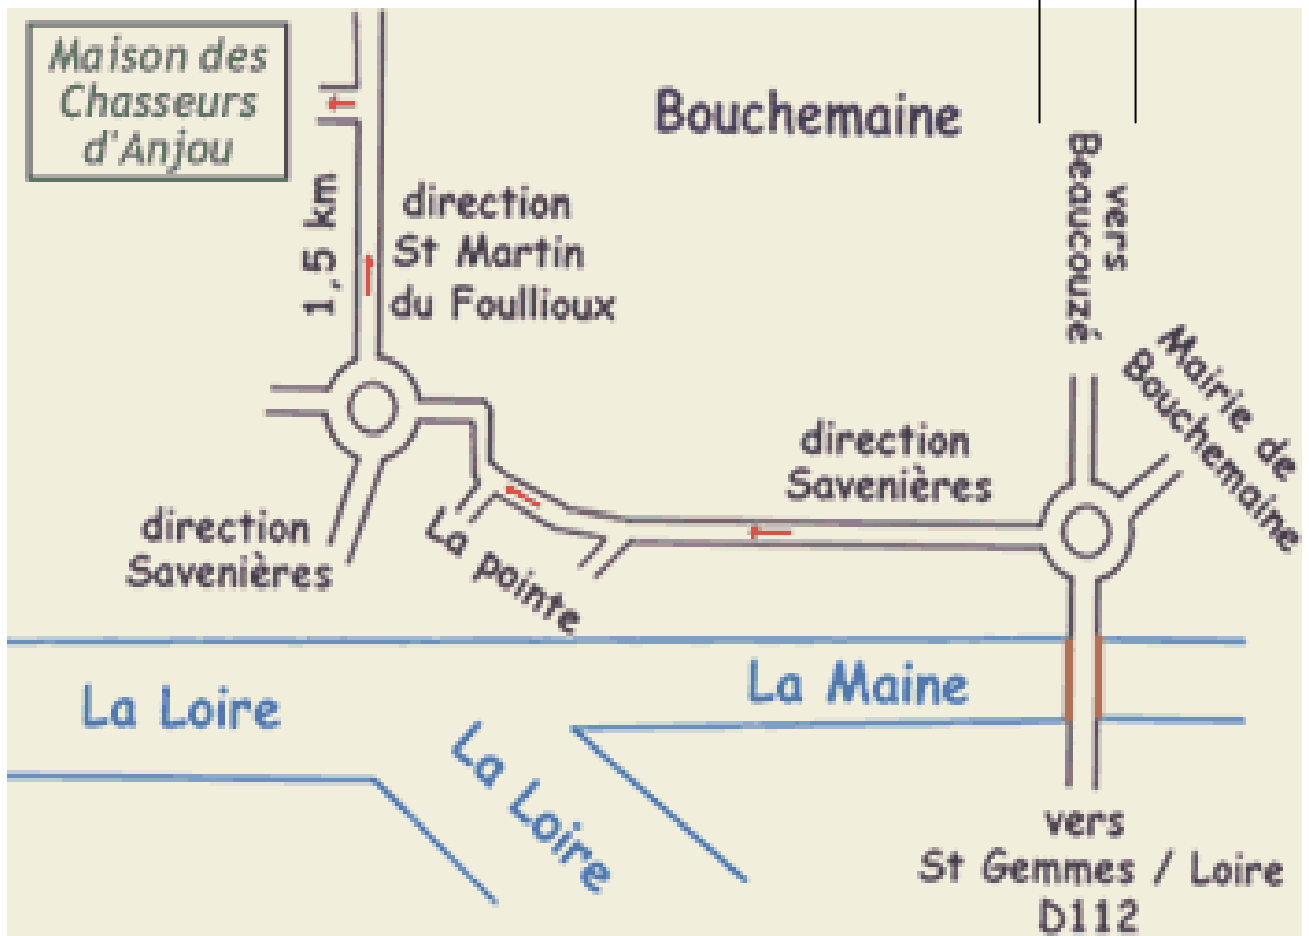 Maison des
Chasseurs
d'Anjou
Bouchemaine
vers
Beaucouzé
1,5 km
direction
St Martin
du Foullioux
Mairie de
Bouchemaine
direction
Savenières
direction
Savenières
La pointe
La Loire
La Maine
La Loire
vers
St Gemmes / Loire
D112